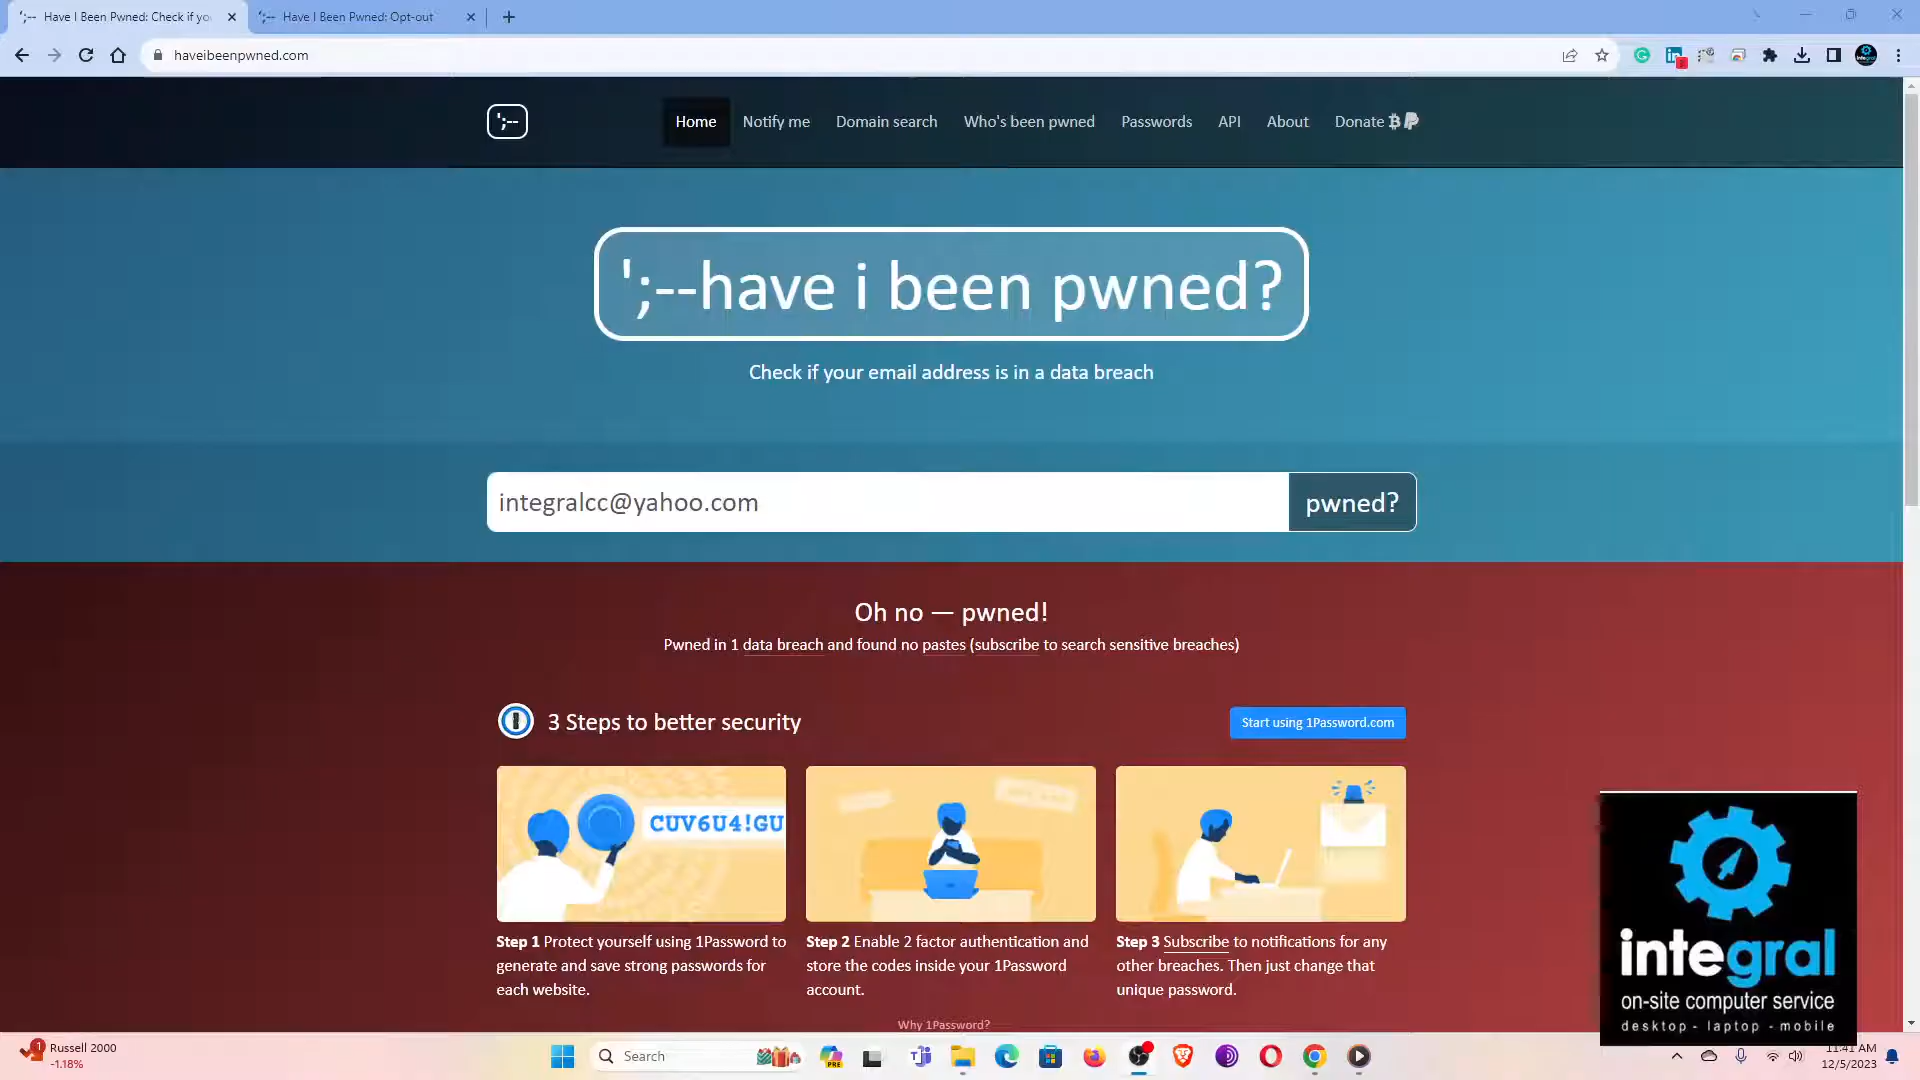 ';-- Have I Been Pwned: Check if yo
';-- Have I Been Pwned: Opt-out
haveibeenpwned.com
';--
Home Notify me Domain search Who's been pwned Passwords API About Donate
';--have i been pwned?
Check if your email address is in a data breach
integralcc@yahoo.com
pwned?
Oh no — pwned!
Pwned in 1 data breach and found no pastes (subscribe to search sensitive breaches)
3 Steps to better security
Start using 1Password.com
CUV6U4!GU
Step 1 Protect yourself using 1Password to
generate and save strong passwords for
each website.
Step 2 Enable 2 factor authentication and
store the codes inside your 1Password
account.
Step 3 Subscribe to notifications for any
other breaches. Then just change that
unique password.
Why 1Password?
integral
on-site computer service
desktop - laptop - mobile
1
Russell 2000
-1.18%
Search
PRE
11:41 AM
12/5/2023